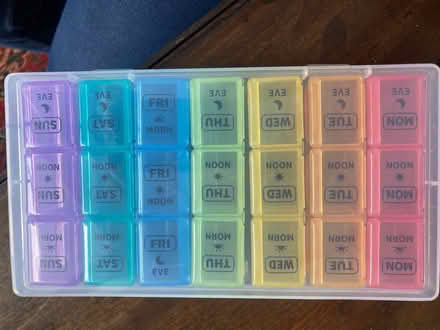 MON TUE WED THU FRI SAT SUN
MORN MORN MORN MORN EVE MORN MORN
MON TUE WED THU FRI SAT SUN
NOON NOON NOON NOON NOON NOON NOON
MON TUE WED THU FRI SAT SUN
EVE EVE EVE EVE MORN EVE EVE